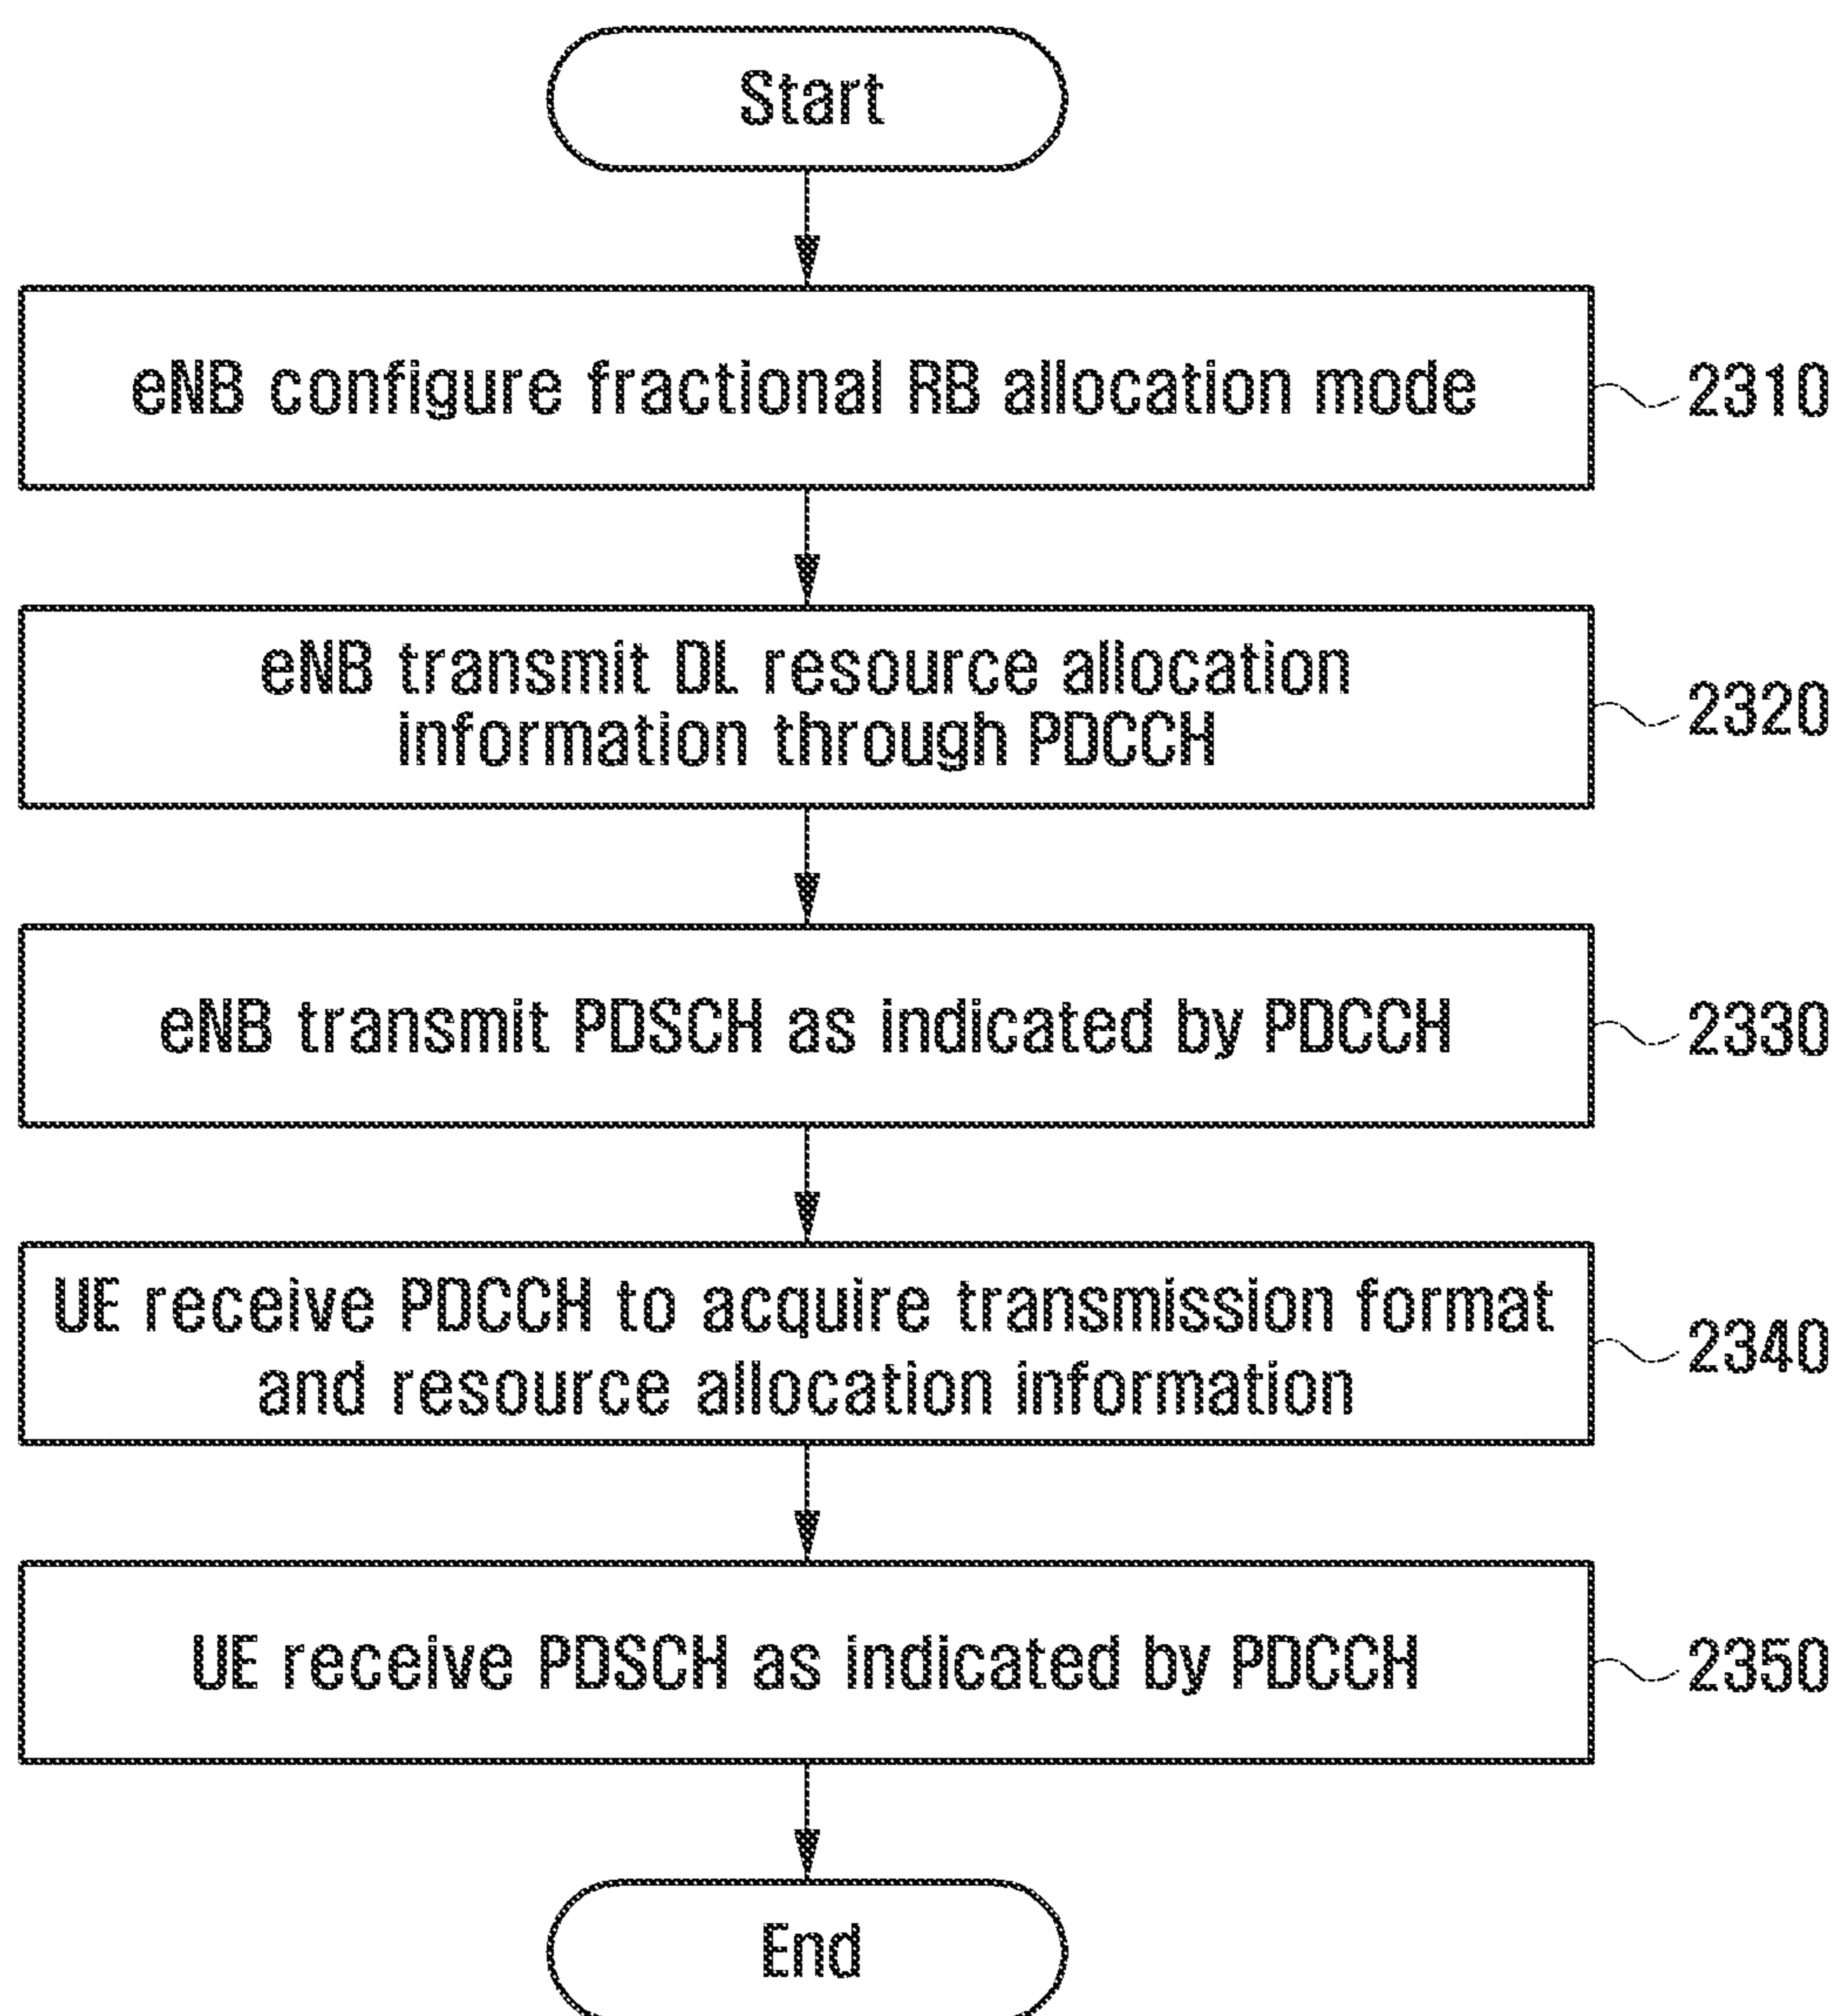 Start
eNB configure fractional RB allocation mode
2310
eNB transmit DL resource allocation
information through PDCCH
2320
eNB transmit PDSCH as indicated by PDCCH
2330
UE receive PDCCH to acquire transmission format
and resource allocation information
2340
UE receive PDSCH as indicated by PDCCH
2350
End